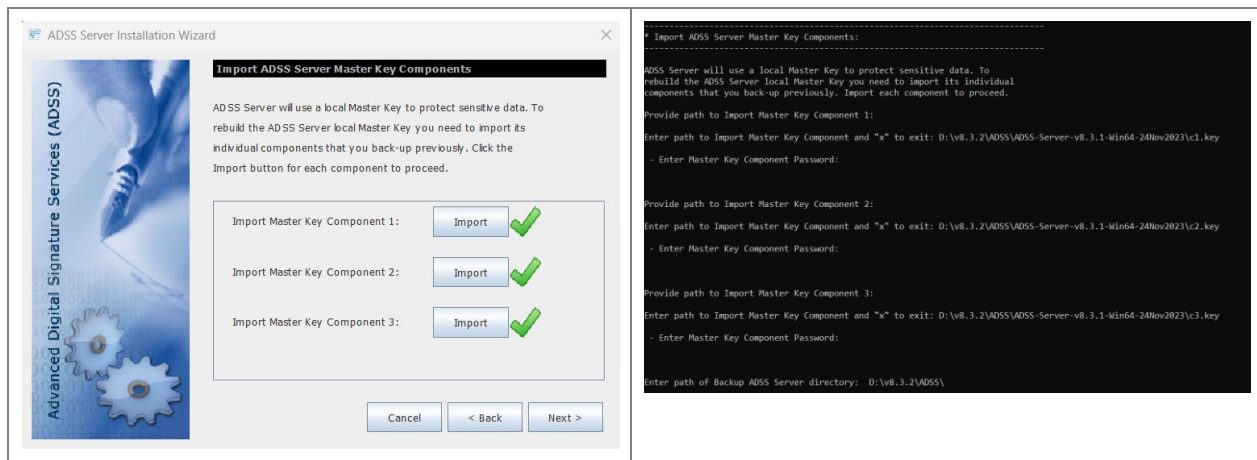 ADSS Server Installation Wizard
Advanced Digital Signature Services (ADSS)
Import ADSS Server Master Key Components
ADSS Server will use a local Master Key to protect sensitive data. To
rebuild the ADSS Server local Master Key you need to import its
individual components that you back-up previously. Click the
Import button for each component to proceed.
Import Master Key Component 1: Import
Import Master Key Component 2: Import
Import Master Key Component 3: Import
Cancel < Back Next >
* Import ADSS Server Master Key Components:
ADSS Server will use a local Master Key to protect sensitive data. To
rebuild the ADSS Server local Master Key you need to import its individual
components that you back-up previously. Import each component to proceed.
Provide path to Import Master Key Component 1:
Enter path to Import Master Key Component and "x" to exit: D:\v8.3.2\ADSS\ADSS-Server-v8.3.1-Win64-24Nov2023\c1.key
- Enter Master Key Component Password:
Provide path to Import Master Key Component 2:
Enter path to Import Master Key Component and "x" to exit: D:\v8.3.2\ADSS\ADSS-Server-v8.3.1-Win64-24Nov2023\c2.key
- Enter Master Key Component Password:
Provide path to Import Master Key Component 3:
Enter path to Import Master Key Component and "x" to exit: D:\v8.3.2\ADSS\ADSS-Server-v8.3.1-Win64-24Nov2023\c3.key
- Enter Master Key Component Password:
Enter path of Backup ADSS Server directory: D:\v8.3.2\ADSS\